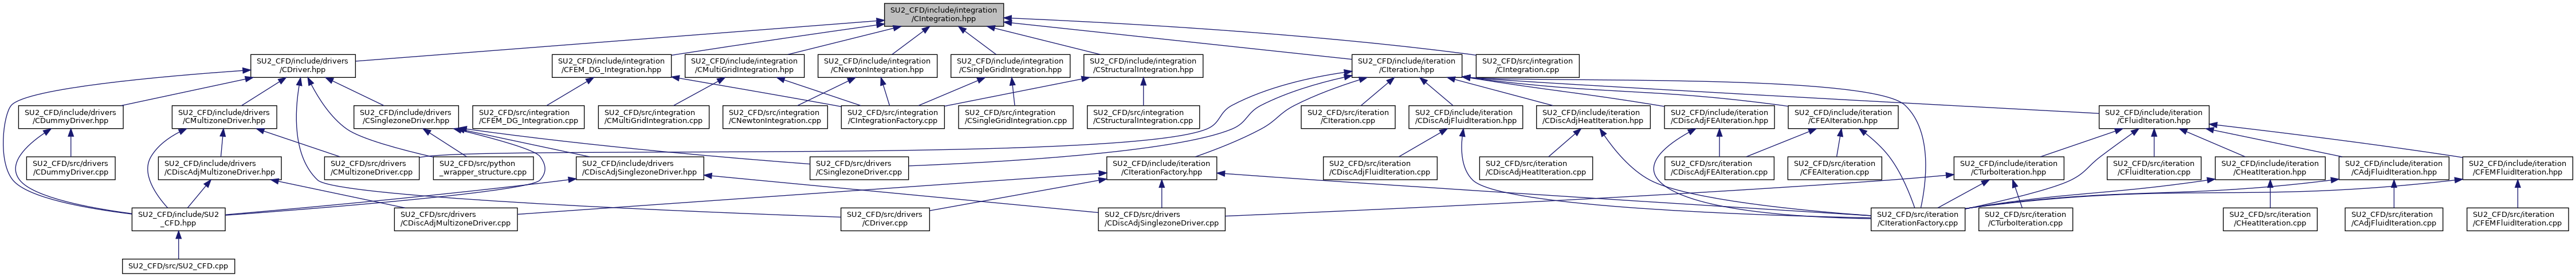 SU2_CFD/include/integration
/CIntegration.hpp
SU2_CFD/include/drivers
/CDriver.hpp
SU2_CFD/include/integration
/CFEM_DG_Integration.hpp
SU2_CFD/include/integration
/CMultiGridIntegration.hpp
SU2_CFD/include/integration
/CNewtonIntegration.hpp
SU2_CFD/include/integration
/CSingleGridIntegration.hpp
SU2_CFD/include/integration
/CStructuralIntegration.hpp
SU2_CFD/include/iteration
/CIteration.hpp
SU2_CFD/src/integration
/CIntegration.cpp
SU2_CFD/include/drivers
/CDummyDriver.hpp
SU2_CFD/include/drivers
/CMultizoneDriver.hpp
SU2_CFD/include/drivers
/CSinglezoneDriver.hpp
SU2_CFD/src/integration
/CFEM_DG_Integration.cpp
SU2_CFD/src/integration
/CMultiGridIntegration.cpp
SU2_CFD/src/integration
/CNewtonIntegration.cpp
SU2_CFD/src/integration
/CIntegrationFactory.cpp
SU2_CFD/src/integration
/CSingleGridIntegration.cpp
SU2_CFD/src/integration
/CStructuralIntegration.cpp
SU2_CFD/src/iteration
/CIteration.cpp
SU2_CFD/include/iteration
/CDiscAdjFluidIteration.hpp
SU2_CFD/include/iteration
/CDiscAdjHeatIteration.hpp
SU2_CFD/include/iteration
/CDiscAdjFEAIteration.hpp
SU2_CFD/include/iteration
/CFEAIteration.hpp
SU2_CFD/include/iteration
/CFluidIteration.hpp
SU2_CFD/src/drivers
/CDummyDriver.cpp
SU2_CFD/include/drivers
/CDiscAdjMultizoneDriver.hpp
SU2_CFD/src/drivers
/CMultizoneDriver.cpp
SU2_CFD/src/python
_wrapper_structure.cpp
SU2_CFD/include/drivers
/CDiscAdjSinglezoneDriver.hpp
SU2_CFD/src/drivers
/CSinglezoneDriver.cpp
SU2_CFD/include/iteration
/CIterationFactory.hpp
SU2_CFD/src/iteration
/CDiscAdjFluidIteration.cpp
SU2_CFD/src/iteration
/CDiscAdjHeatIteration.cpp
SU2_CFD/src/iteration
/CDiscAdjFEAIteration.cpp
SU2_CFD/src/iteration
/CFEAIteration.cpp
SU2_CFD/include/iteration
/CTurboIteration.hpp
SU2_CFD/src/iteration
/CFluidIteration.cpp
SU2_CFD/include/iteration
/CHeatIteration.hpp
SU2_CFD/include/iteration
/CAdjFluidIteration.hpp
SU2_CFD/include/iteration
/CFEMFluidIteration.hpp
SU2_CFD/include/SU2
_CFD.hpp
SU2_CFD/src/drivers
/CDiscAdjMultizoneDriver.cpp
SU2_CFD/src/drivers
/CDriver.cpp
SU2_CFD/src/drivers
/CDiscAdjSinglezoneDriver.cpp
SU2_CFD/src/iteration
/CIterationFactory.cpp
SU2_CFD/src/iteration
/CTurboIteration.cpp
SU2_CFD/src/iteration
/CHeatIteration.cpp
SU2_CFD/src/iteration
/CAdjFluidIteration.cpp
SU2_CFD/src/iteration
/CFEMFluidIteration.cpp
SU2_CFD/src/SU2_CFD.cpp